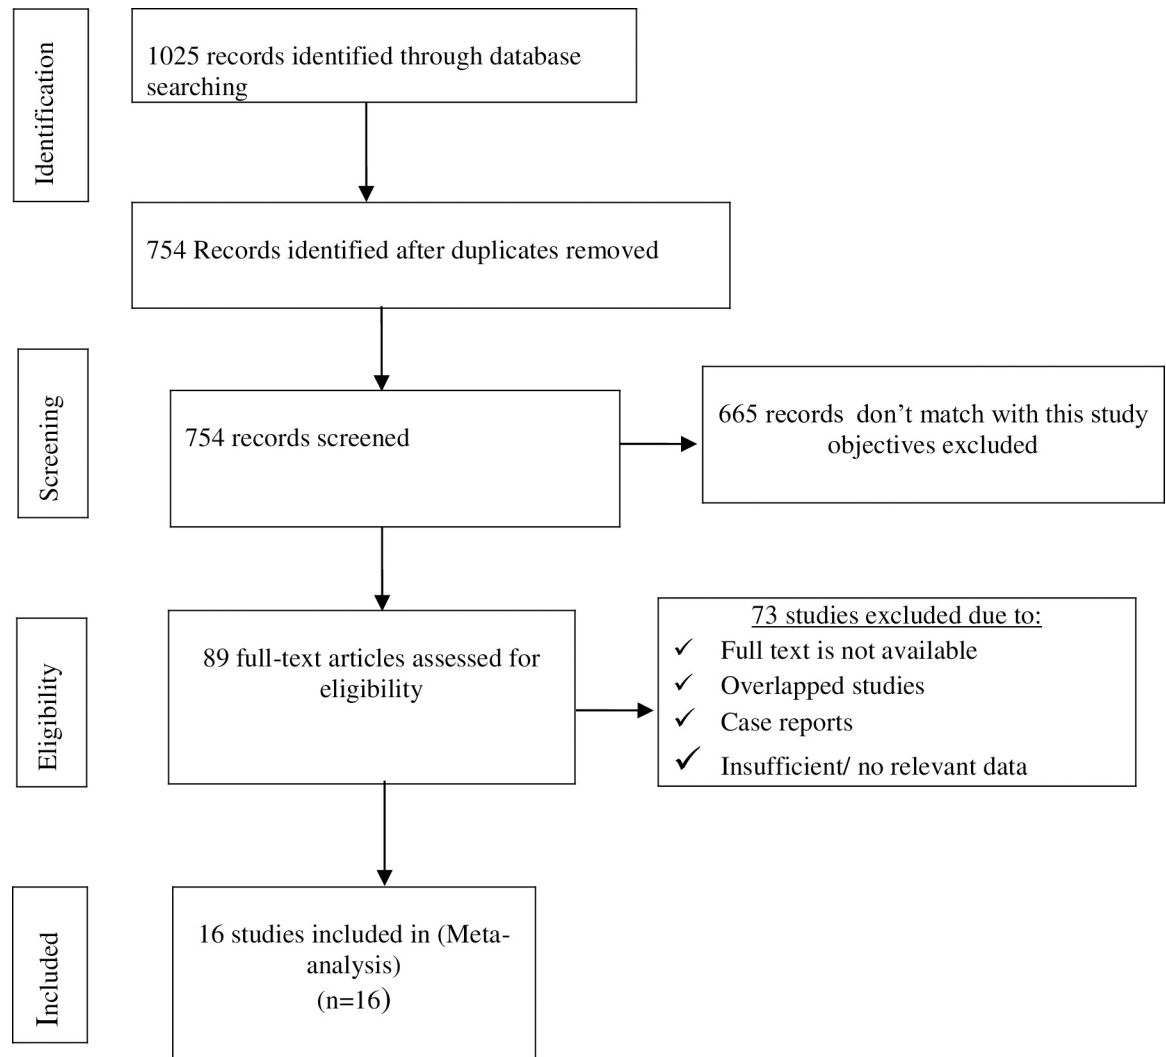 Identification
1025 records identified through database
searching
754 Records identified after duplicates removed
Screening
754 records screened
665 records don’t match with this study
objectives excluded
Eligibility
89 full-text articles assessed for
eligibility
73 studies excluded due to:
✓ Full text is not available
✓ Overlapped studies
✓ Case reports
✓ Insufficient/ no relevant data
Included
16 studies included in (Meta-
analysis)
(n=16)